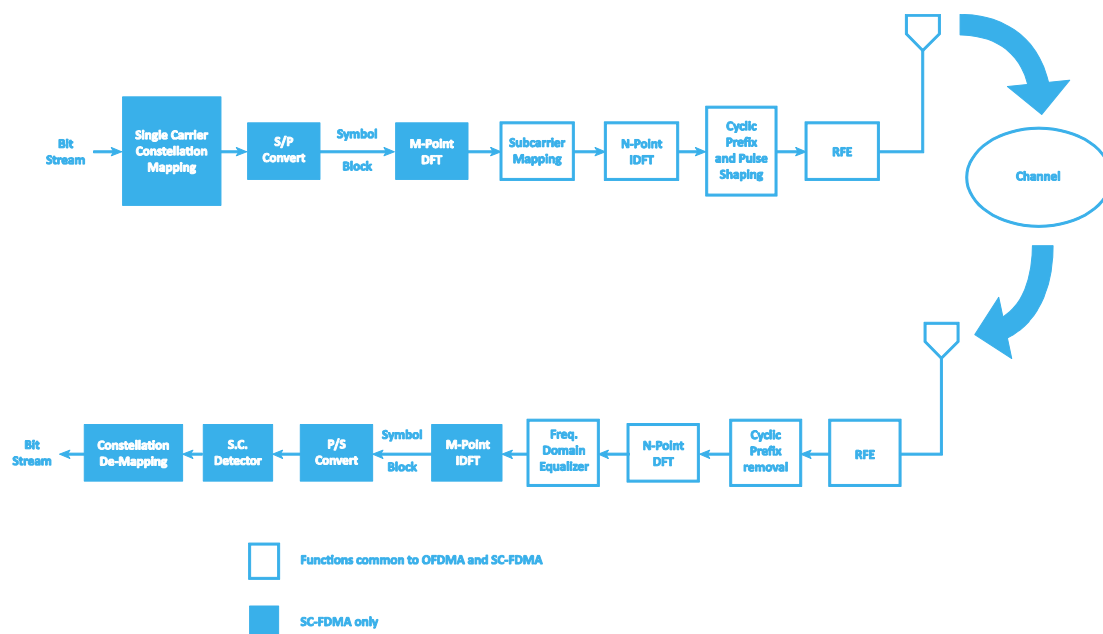 Bit
Stream
Single Carrier
Constellation
Mapping
S/P
Convert
Symbol
Block
M-Point
DFT
Subcarrier
Mapping
N-Point
IDFT
Cyclic
Prefix
and Pulse
Shaping
RFE
Channel
Bit
Stream
Constellation
De-Mapping
S.C.
Detector
P/S
Convert
Symbol
Block
M-Point
IDFT
Freq.
Domain
Equalizer
N-Point
DFT
Cyclic
Prefix
removal
RFE
Functions common to OFDMA and SC-FDMA
SC-FDMA only